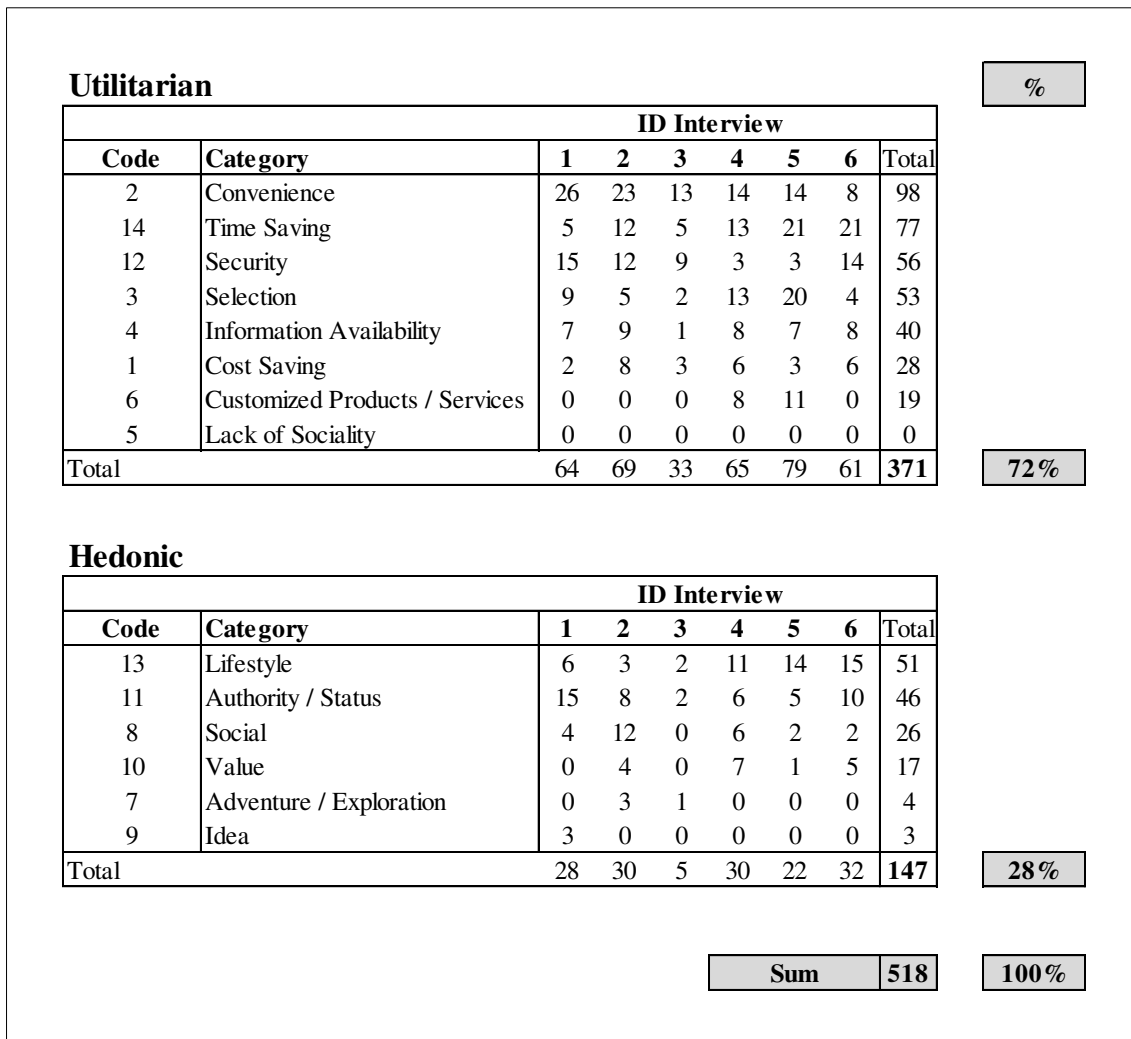 Utilitarian %
ID Interview
Code Category 1 2 3 4 5 6 Total
2 Convenience 26 23 13 14 14 8 98
14 Time Saving 5 12 5 13 21 21 77
12 Security 15 12 9 3 3 14 56
3 Selection 9 5 2 13 20 4 53
4 Information Availability 7 9 1 8 7 8 40
1 Cost Saving 2 8 3 6 3 6 28
6 Customized Products / Services 0 0 0 8 11 0 19
5 Lack of Sociality 0 0 0 0 0 0 0
Total 64 69 33 65 79 61 371 72%
Hedonic
ID Interview
Code Category 1 2 3 4 5 6 Total
13 Lifestyle 6 3 2 11 14 15 51
11 Authority / Status 15 8 2 6 5 10 46
8 Social 4 12 0 6 2 2 26
10 Value 0 4 0 7 1 5 17
7 Adventure / Exploration 0 3 1 0 0 0 4
9 Idea 3 0 0 0 0 0 3
Total 28 30 5 30 22 32 147 28%
Sum 518 100%